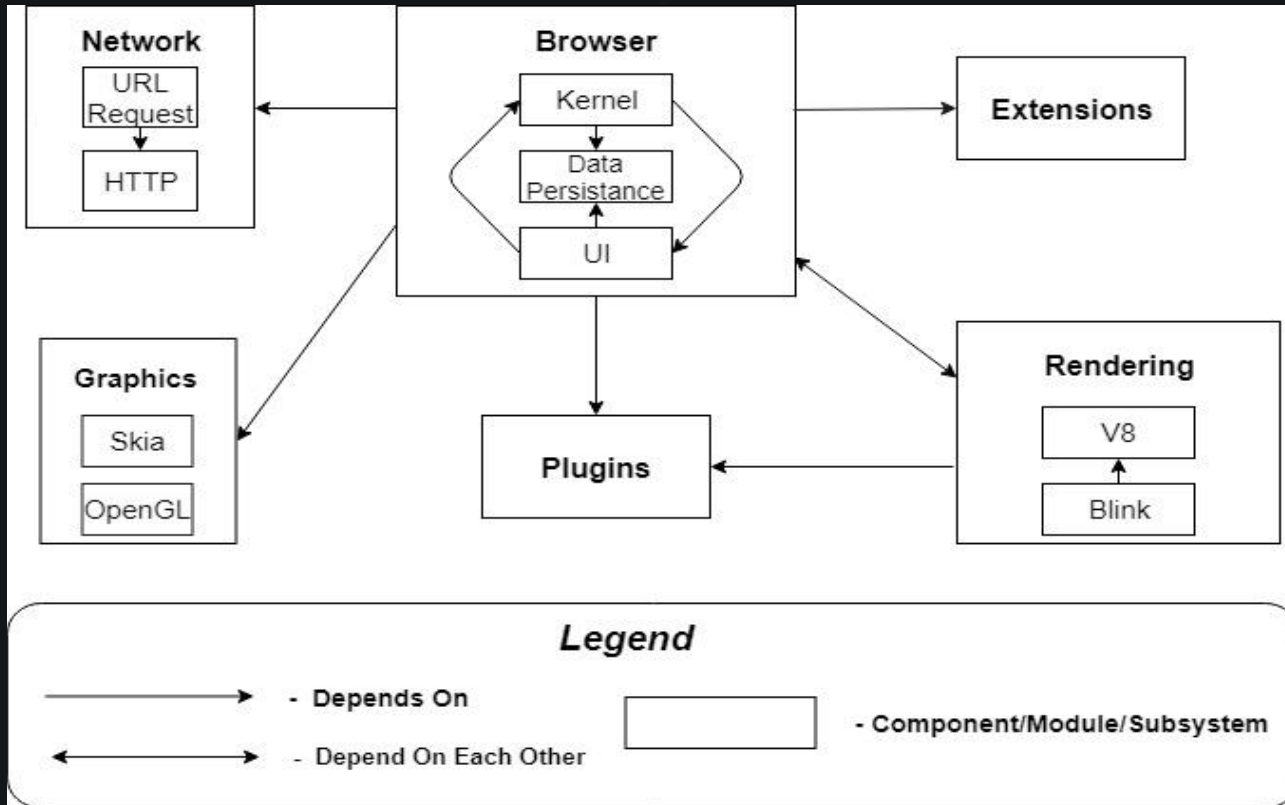 Network
URL
Request
HTTP
Browser
Kernel
Data
Persistance
UI
Extensions
Graphics
Skia
OpenGL
Plugins
Rendering
V8
Blink
Legend
- Depends On
- Depend On Each Other
- Component/Module/Subsystem